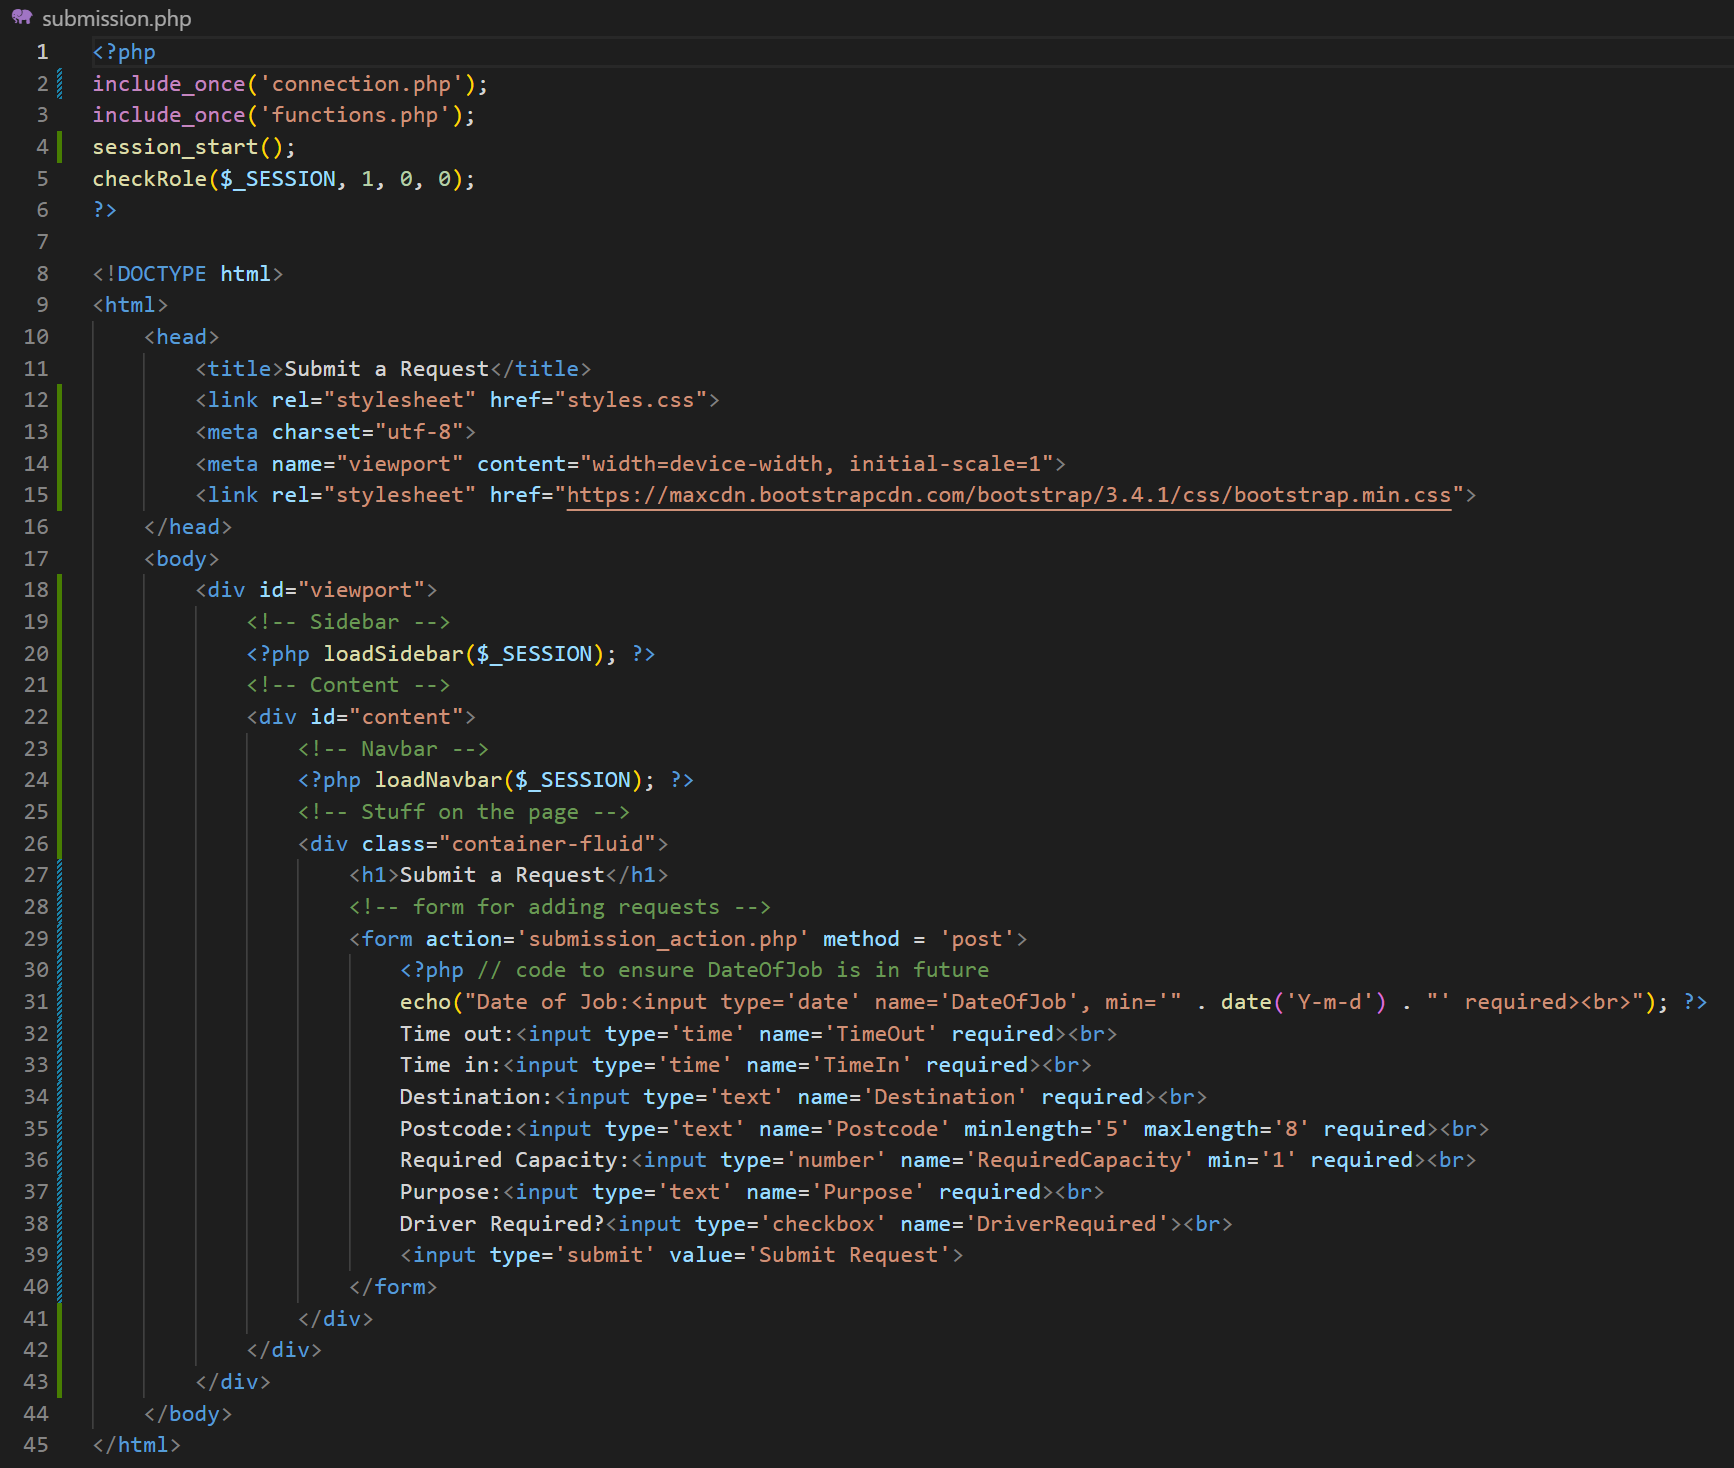 submission.php
1 <?php
2 include_once('connection.php');
3 include_once('functions.php');
4 session_start();
5 checkRole($_SESSION, 1, 0, 0);
6 ?>
7
8 <!DOCTYPE html>
9 <html>
10     <head>
11         <title>Submit a Request</title>
12         <link rel="stylesheet" href="styles.css">
13         <meta charset="utf-8">
14         <meta name="viewport" content="width=device-width, initial-scale=1">
15         <link rel="stylesheet" href="https://maxcdn.bootstrapcdn.com/bootstrap/3.4.1/css/bootstrap.min.css">
16     </head>
17     <body>
18         <div id="viewport">
19             <!-- Sidebar -->
20             <?php loadSidebar($_SESSION); ?>
21             <!-- Content -->
22             <div id="content">
23                 <!-- Navbar -->
24                 <?php loadNavbar($_SESSION); ?>
25                 <!-- Stuff on the page -->
26                 <div class="container-fluid">
27                     <h1>Submit a Request</h1>
28                     <!-- form for adding requests -->
29                     <form action='submission_action.php' method = 'post'>
30                         <?php // code to ensure DateOfJob is in future
31                         echo("Date of Job:<input type='date' name='DateOfJob', min='" . date('Y-m-d') . "' required><br>"); ?>
32                         Time out:<input type='time' name='TimeOut' required><br>
33                         Time in:<input type='time' name='TimeIn' required><br>
34                         Destination:<input type='text' name='Destination' required><br>
35                         Postcode:<input type='text' name='Postcode' minlength='5' maxlength='8' required><br>
36                         Required Capacity:<input type='number' name='RequiredCapacity' min='1' required><br>
37                         Purpose:<input type='text' name='Purpose' required><br>
38                         Driver Required?<input type='checkbox' name='DriverRequired'><br>
39                         <input type='submit' value='Submit Request'>
40                     </form>
41                 </div>
42             </div>
43         </div>
44     </body>
45 </html>